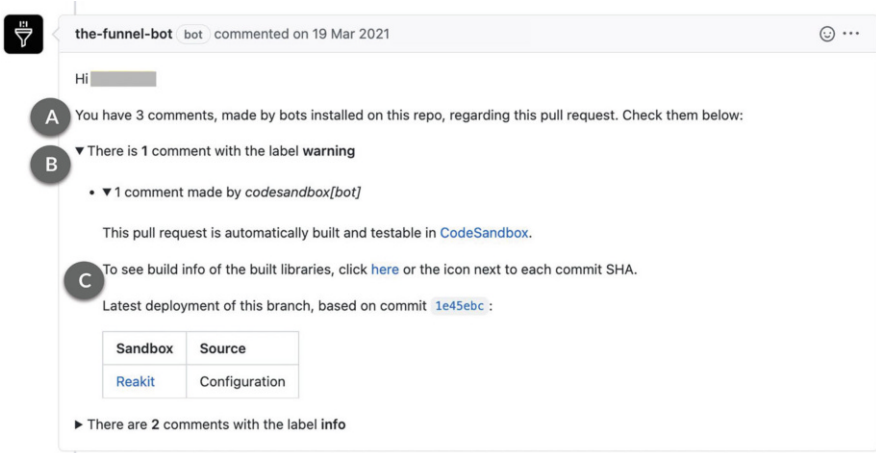 the-funnel-bot bot commented on 19 Mar 2021
Hi
A You have 3 comments, made by bots installed on this repo, regarding this pull request. Check them below:
▼ There is 1 comment with the label warning
B
• ▼ 1 comment made by codesandbox[bot]
This pull request is automatically built and testable in CodeSandbox.
C To see build info of the built libraries, click here or the icon next to each commit SHA.
Latest deployment of this branch, based on commit 1e45ebc :
Sandbox Source
Reakit Configuration
▶ There are 2 comments with the label info